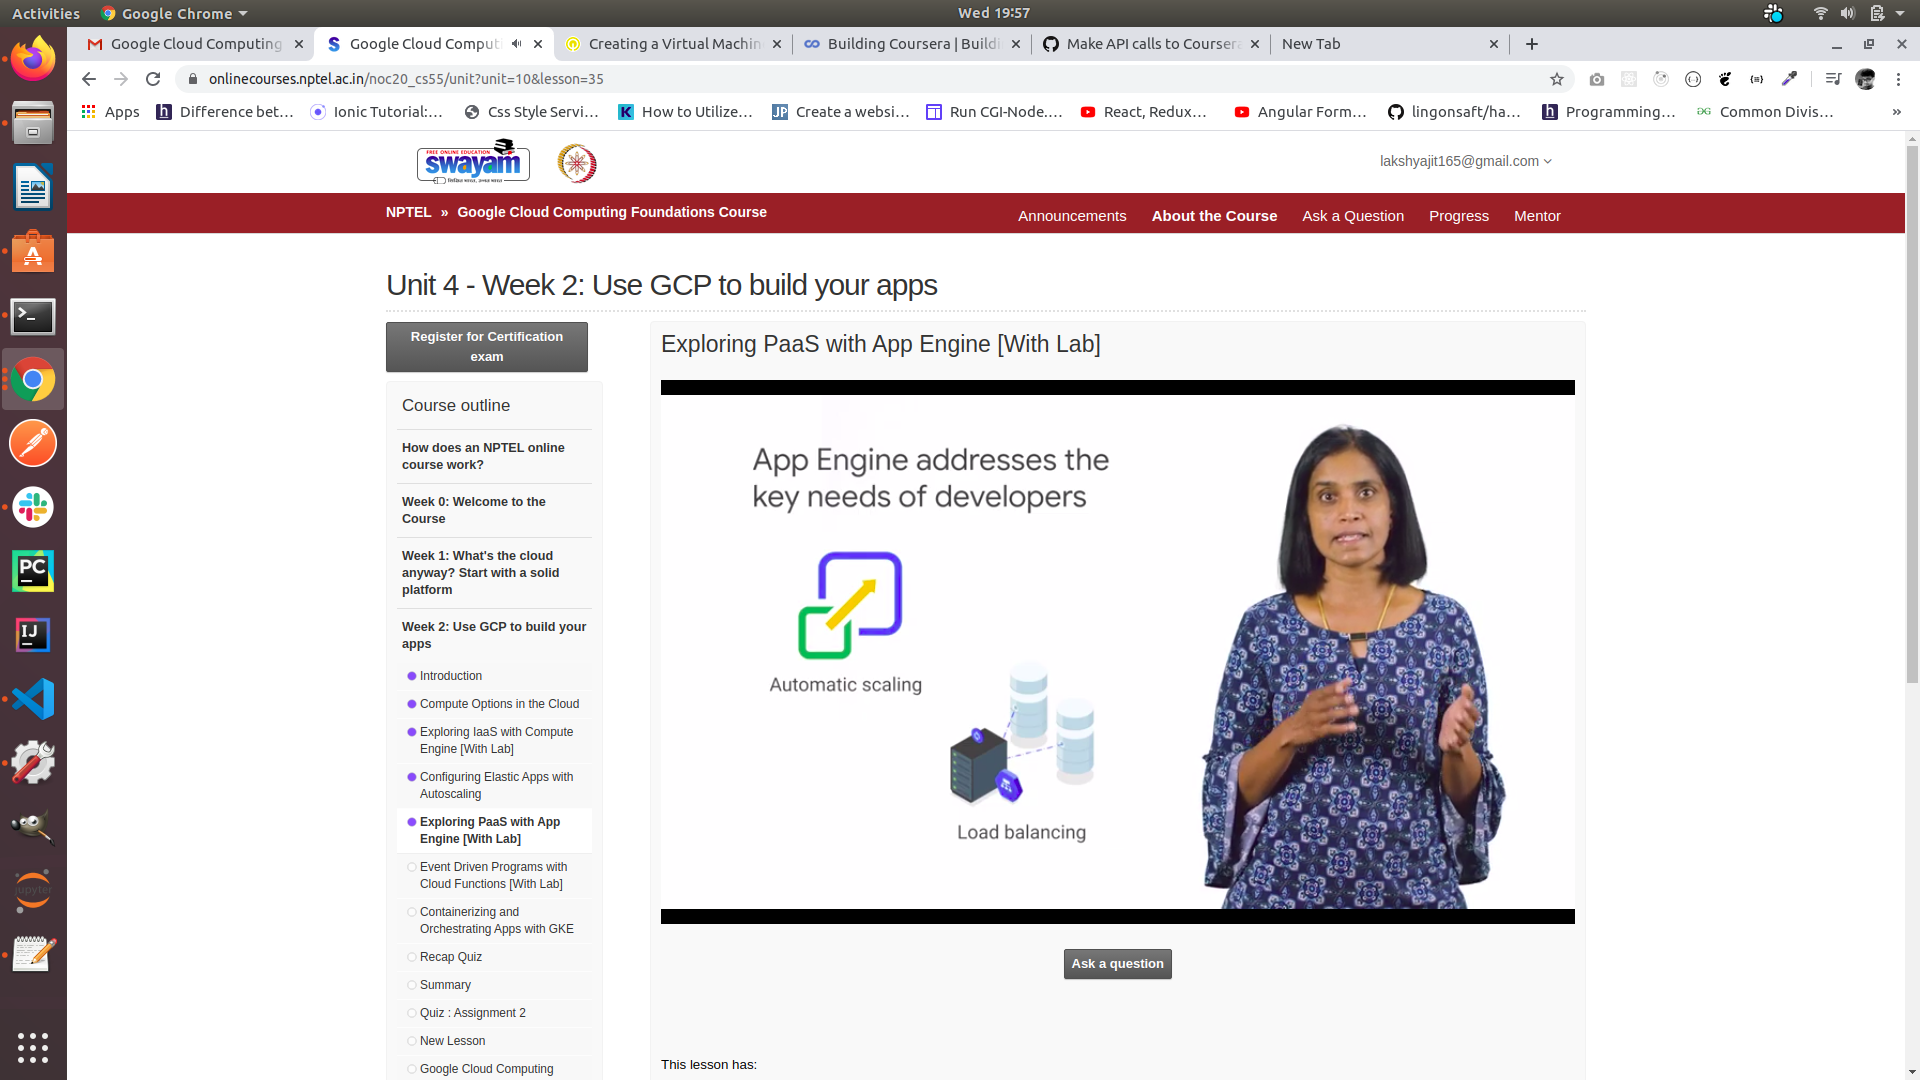 Activities
Google Chrome
Wed 19:57
Google Cloud Computing
Google Cloud Computi
Creating a Virtual Machin
Building Coursera | Buildi
Make API calls to Coursera
New Tab
onlinecourses.nptel.ac.in/noc20_cs55/unit?unit=10&lesson=35
Apps
Difference bet…
Ionic Tutorial:…
Css Style Servi…
How to Utilize…
Create a websi…
Run CGI-Node.…
React, Redux…
Angular Form…
lingonsaft/ha…
Programming…
Common Divis…
»
FREE ONLINE EDUCATION
swayam
lakshyajit165@gmail.com
NPTEL » Google Cloud Computing Foundations Course
Announcements
About the Course
Ask a Question
Progress
Mentor
Unit 4 - Week 2: Use GCP to build your apps
Register for Certification
exam
Course outline
How does an NPTEL online
course work?
Week 0: Welcome to the
Course
Week 1: What's the cloud
anyway? Start with a solid
platform
Week 2: Use GCP to build your
apps
Introduction
Compute Options in the Cloud
Exploring IaaS with Compute
Engine [With Lab]
Configuring Elastic Apps with
Autoscaling
Exploring PaaS with App
Engine [With Lab]
Event Driven Programs with
Cloud Functions [With Lab]
Containerizing and
Orchestrating Apps with GKE
Recap Quiz
Summary
Quiz : Assignment 2
New Lesson
Google Cloud Computing
Exploring PaaS with App Engine [With Lab]
App Engine addresses the
key needs of developers
Automatic scaling
Load balancing
Ask a question
This lesson has:
PC
IJ
jupyter